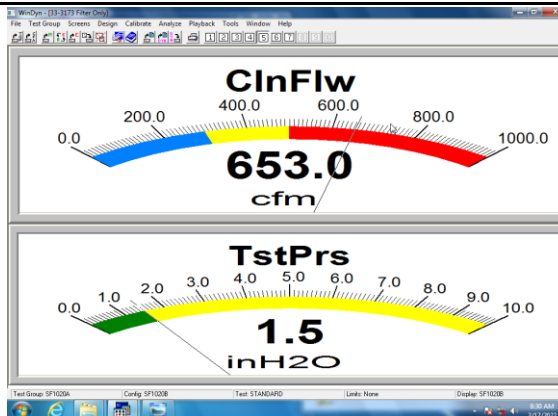 WinDyn - [33-3173 Filter Only]
File Test Group Screens Design Calibrate Analyze Playback Tools Window Help
1 2 3 4 5 6 7
ClnFlw
0.0 200.0 400.0 600.0 800.0 1000.0
653.0
cfm
TstPrs
0.0 1.0 2.0 3.0 4.0 5.0 6.0 7.0 8.0 9.0 10.0
1.5
inH2O
Test Group: SF1020A Config: SF1020B Test: STANDARD Limits: None Display: SF1020B
8:30 AM